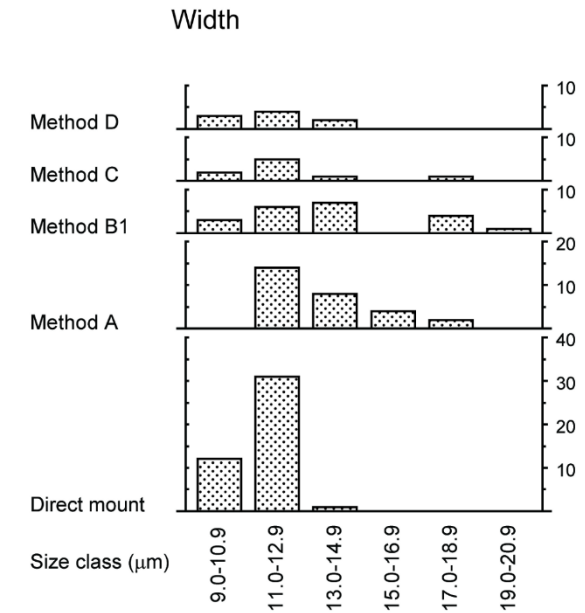 Width
10
Method D
10
Method C
10
Method B1
20
10
Method A
40
30
20
10
Direct mount
Size class (μm)
9.0-10.9
11.0-12.9
13.0-14.9
15.0-16.9
17.0-18.9
19.0-20.9